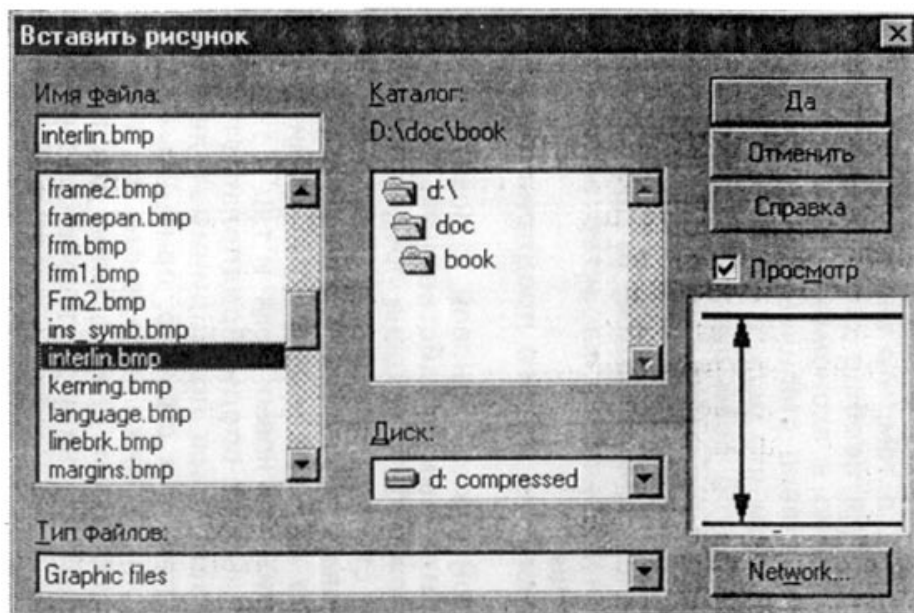 Вставить рисунок
Имя файла:
interlin.bmp
frame2.bmp
framepan.bmp
frm.bmp
frm1.bmp
Frm2.bmp
ins_symb.bmp
interlin.bmp
kerning.bmp
language.bmp
linebrk.bmp
margins.bmp
Тип файлов:
Graphic files
Каталог:
D:\doc\book
d:\
doc
book
Диск:
d: compressed
Да
Отменить
Справка
Просмотр
Network...